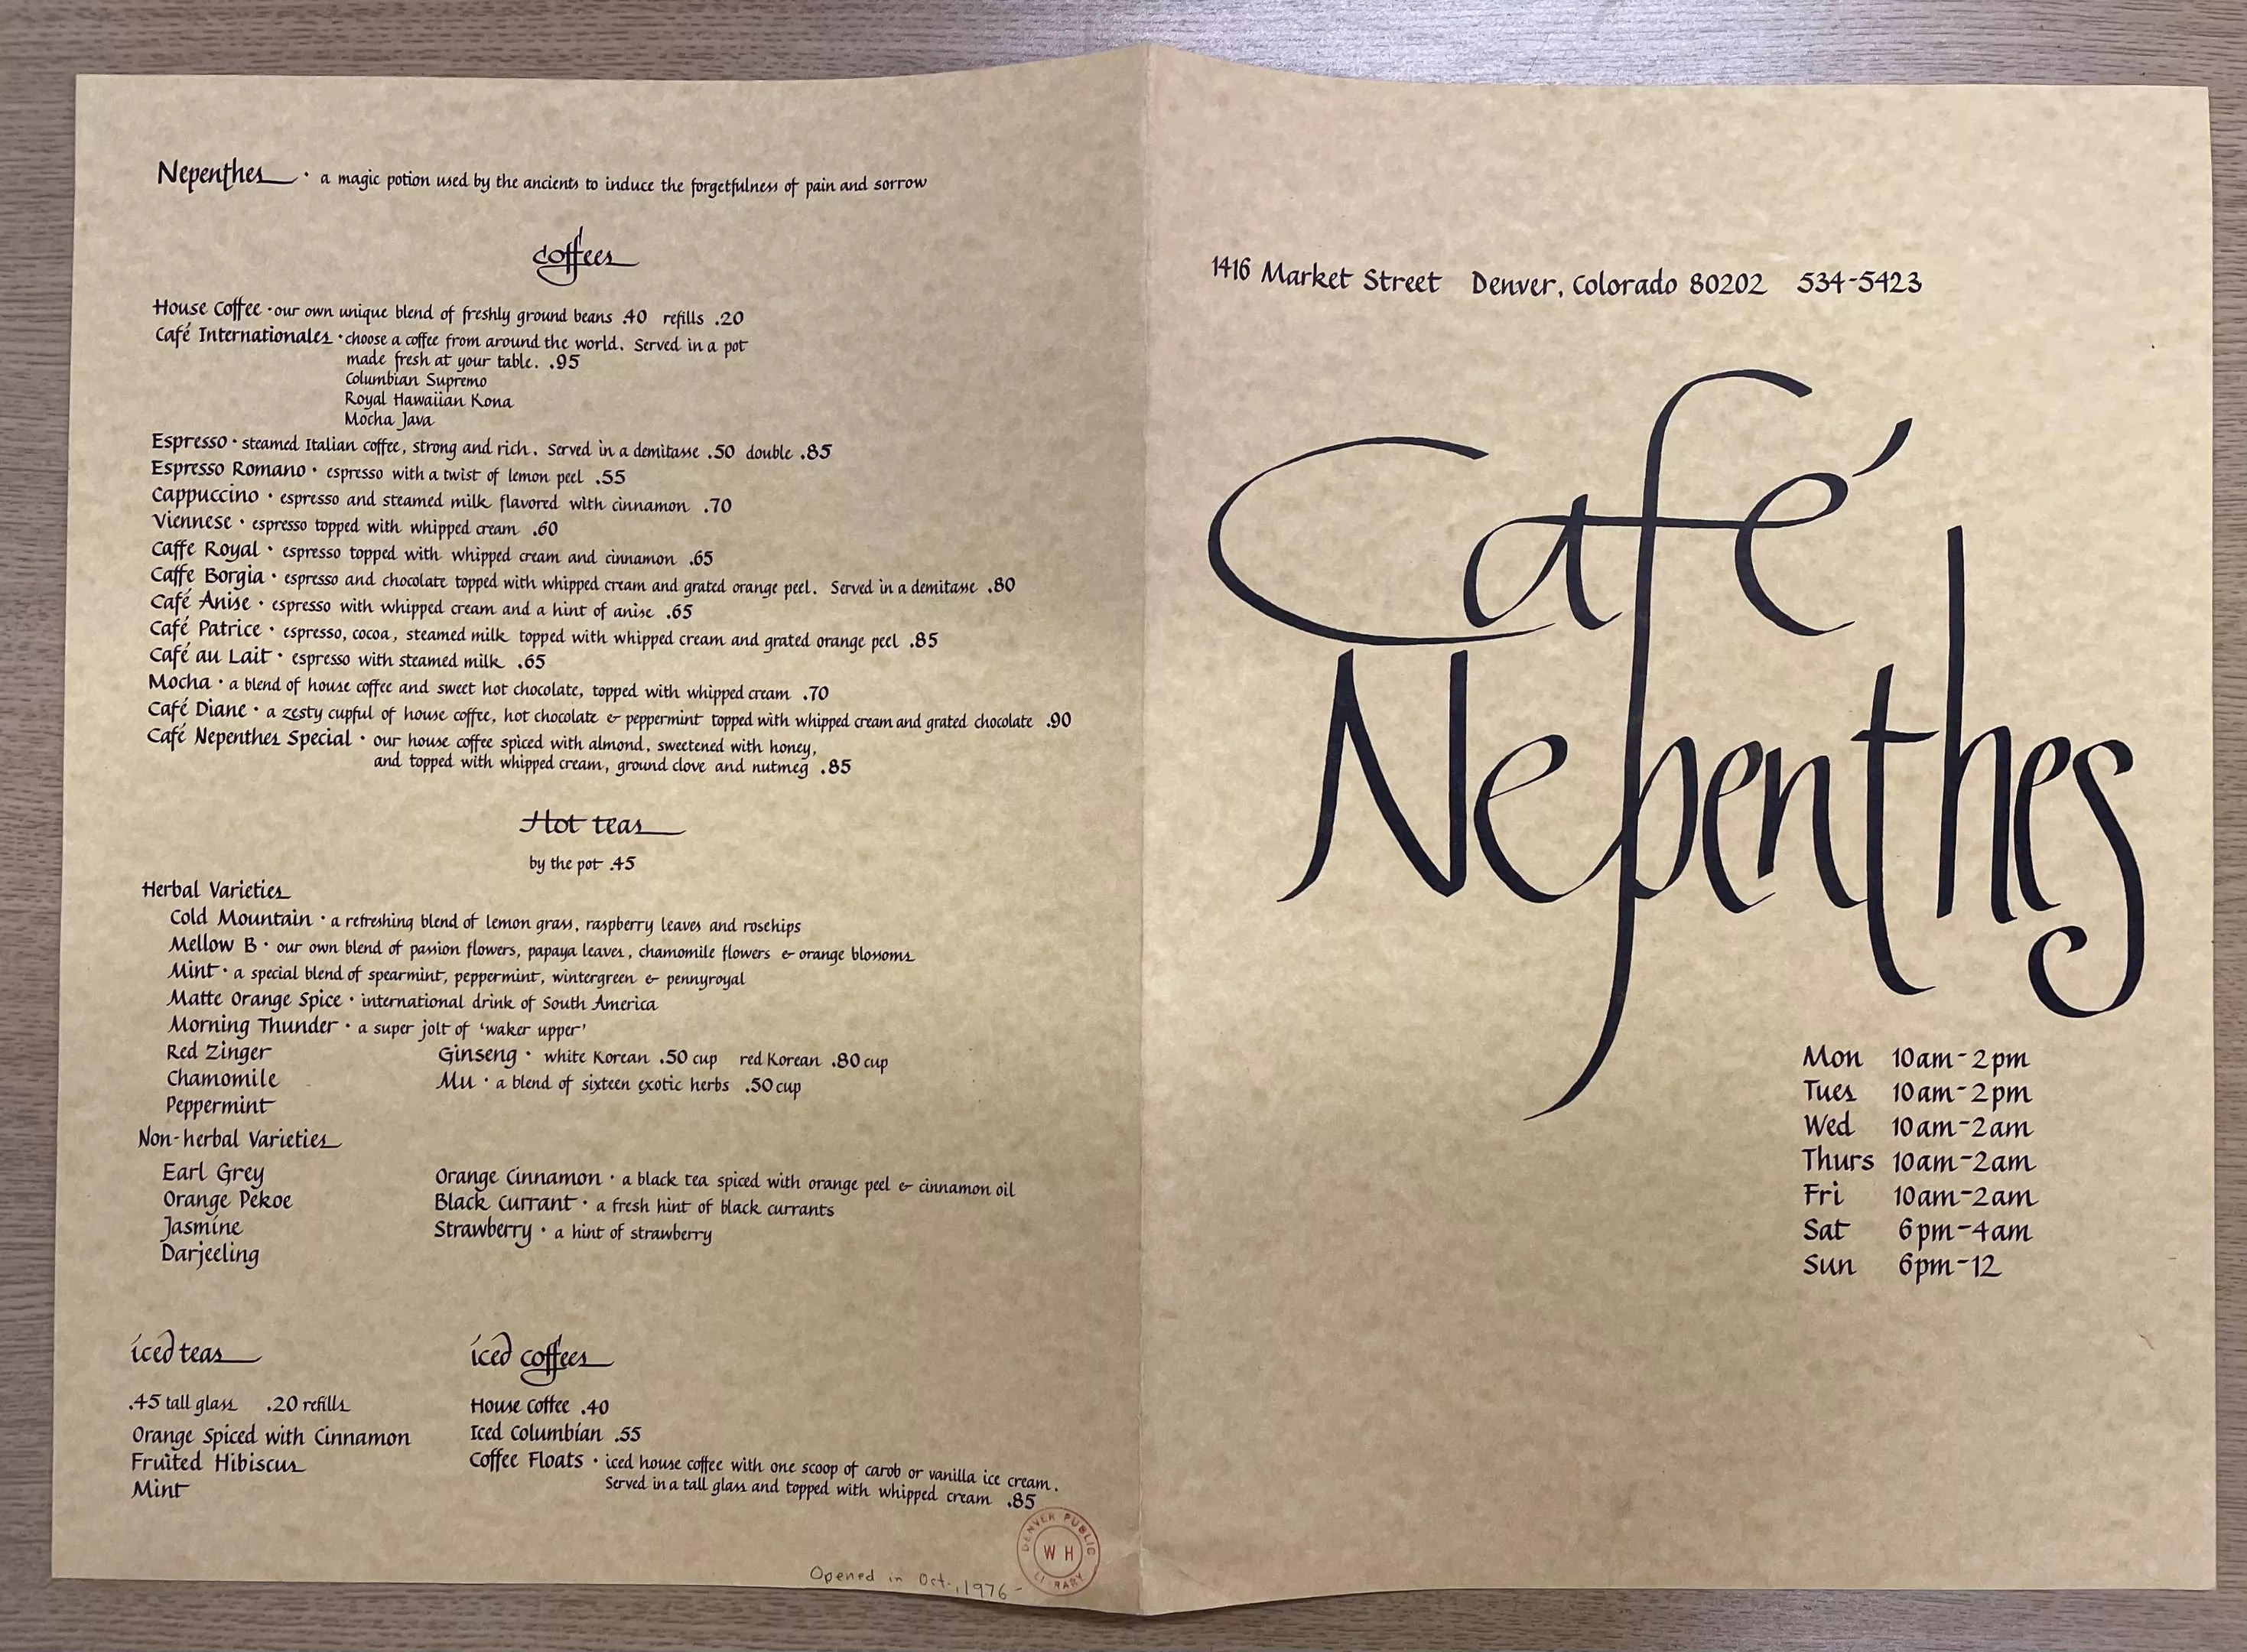 Nepenthes · a magic potion used by the ancients to induce the forgetfulness of pain and sorrow
coffees
House Coffee · our own unique blend of freshly ground beans .40 refills .20
Café Internationales · choose a coffee from around the world. Served in a pot
made fresh at your table. .95
Columbian Supremo
Royal Hawaiian Kona
Mocha Java
Espresso · steamed Italian coffee, strong and rich. Served in a demitasse .50 double .85
Espresso Romano · espresso with a twist of lemon peel .55
Cappuccino · espresso and steamed milk flavored with cinnamon .70
Viennese · espresso topped with whipped cream .60
Caffe Royal · espresso topped with whipped cream and cinnamon .65
Caffe Borgia · espresso and chocolate topped with whipped cream and grated orange peel. Served in a demitasse .80
Café Anise · espresso with whipped cream and a hint of anise .65
Café Patrice · espresso, cocoa, steamed milk topped with whipped cream and grated orange peel .85
Café au Lait · espresso with steamed milk .65
Mocha · a blend of house coffee and sweet hot chocolate, topped with whipped cream .70
Café Diane · a zesty cupful of house coffee, hot chocolate & peppermint topped with whipped cream and grated chocolate .90
Café Nepenthes Special · our house coffee spiced with almond, sweetened with honey,
and topped with whipped cream, ground clove and nutmeg .85
Hot teas
by the pot .45
Herbal Varieties
Cold Mountain · a refreshing blend of lemon grass, raspberry leaves and rosehips
Mellow B · our own blend of passion flowers, papaya leaves, chamomile flowers & orange blossoms
Mint · a special blend of spearmint, peppermint, wintergreen & pennyroyal
Matte Orange Spice · international drink of South America
Morning Thunder · a super jolt of 'waker upper'
Red Zinger
Chamomile
Peppermint
Ginseng · white Korean .50 cup red Korean .80 cup
Mu · a blend of sixteen exotic herbs .50 cup
Non-herbal Varieties
Earl Grey
Orange Pekoe
Jasmine
Darjeeling
Orange Cinnamon · a black tea spiced with orange peel & cinnamon oil
Black Currant · a fresh hint of black currants
Strawberry · a hint of strawberry
iced teas
.45 tall glass .20 refills
Orange Spiced with Cinnamon
Fruited Hibiscus
Mint
iced coffees
House Coffee .40
Iced Columbian .55
Coffee Floats · iced house coffee with one scoop of carob or vanilla ice cream.
Served in a tall glass and topped with whipped cream .85
DENVER PUBLIC LIBRARY
WH
Opened in Oct., 1976 -
1416 Market Street Denver, Colorado 80202 534-5423
Café
Nepenthes
Mon 10am-2pm
Tues 10am-2pm
Wed 10am-2am
Thurs 10am-2am
Fri 10am-2am
Sat 6pm-4am
Sun 6pm-12